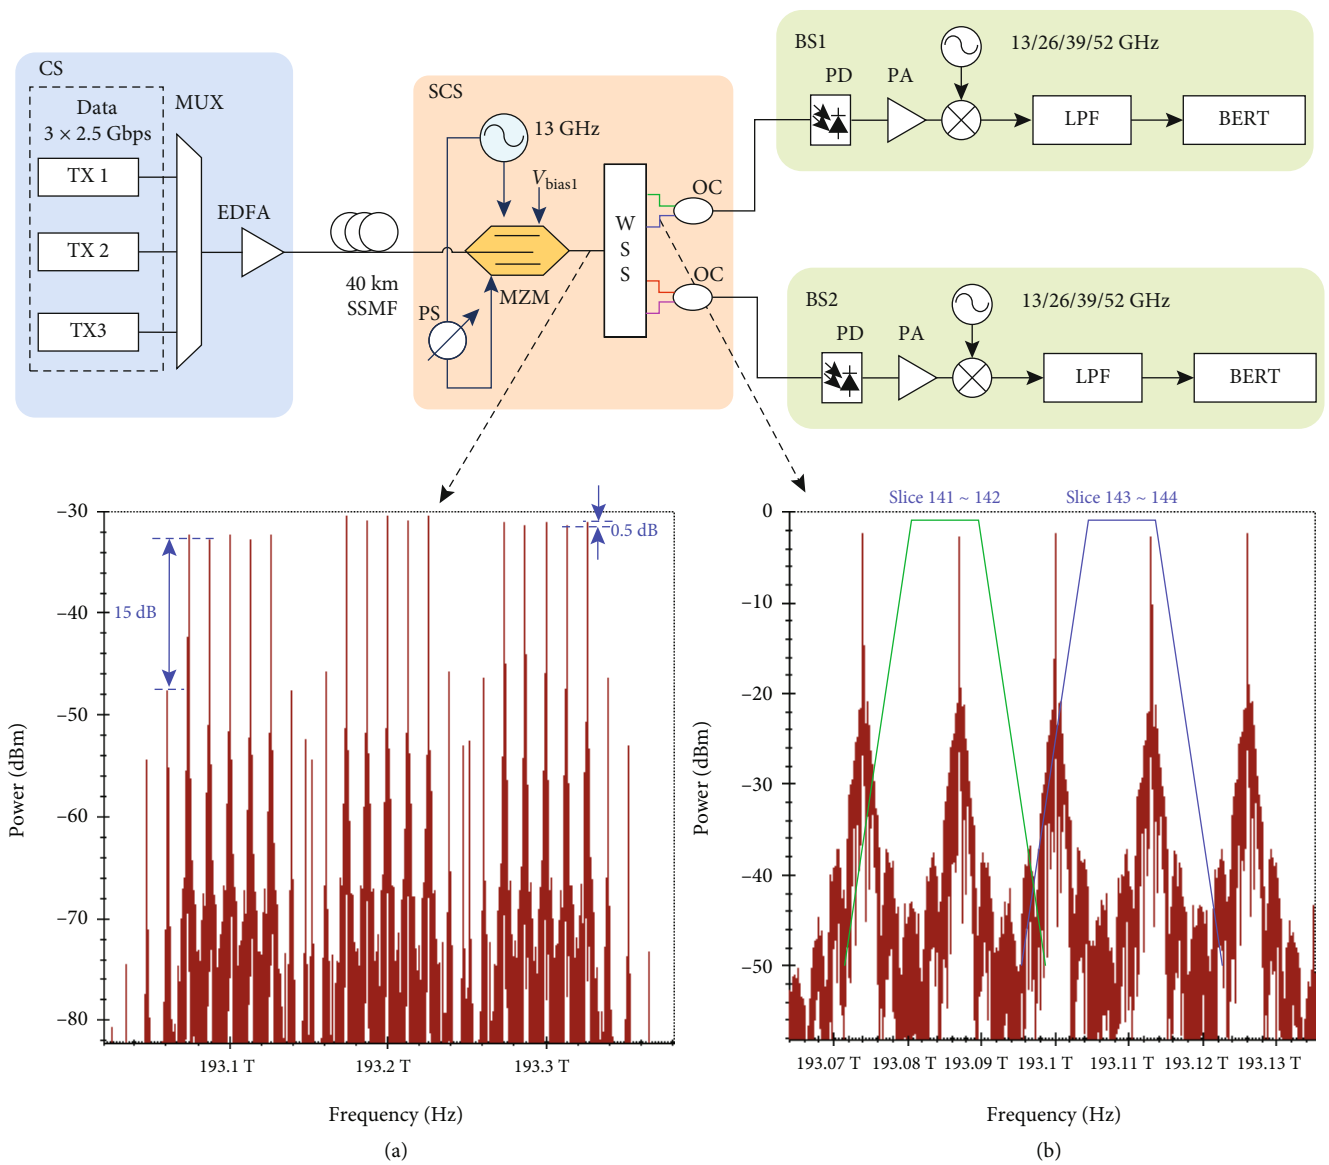 CS
Data
3 × 2.5 Gbps
TX 1
TX 2
TX3
MUX
EDFA
40 km
SSMF
SCS
13 GHz
Vbias1
MZM
PS
W
S
S
OC
OC
BS1
PD
PA
13/26/39/52 GHz
LPF
BERT
BS2
PD
PA
13/26/39/52 GHz
LPF
BERT
−30
−40
−50
−60
−70
−80
Power (dBm)
15 dB
0.5 dB
193.1 T
193.2 T
193.3 T
Frequency (Hz)
(a)
Slice 141 ~ 142
Slice 143 ~ 144
0
−10
−20
−30
−40
−50
Power (dBm)
193.07 T
193.08 T
193.09 T
193.1 T
193.11 T
193.12 T
193.13 T
Frequency (Hz)
(b)